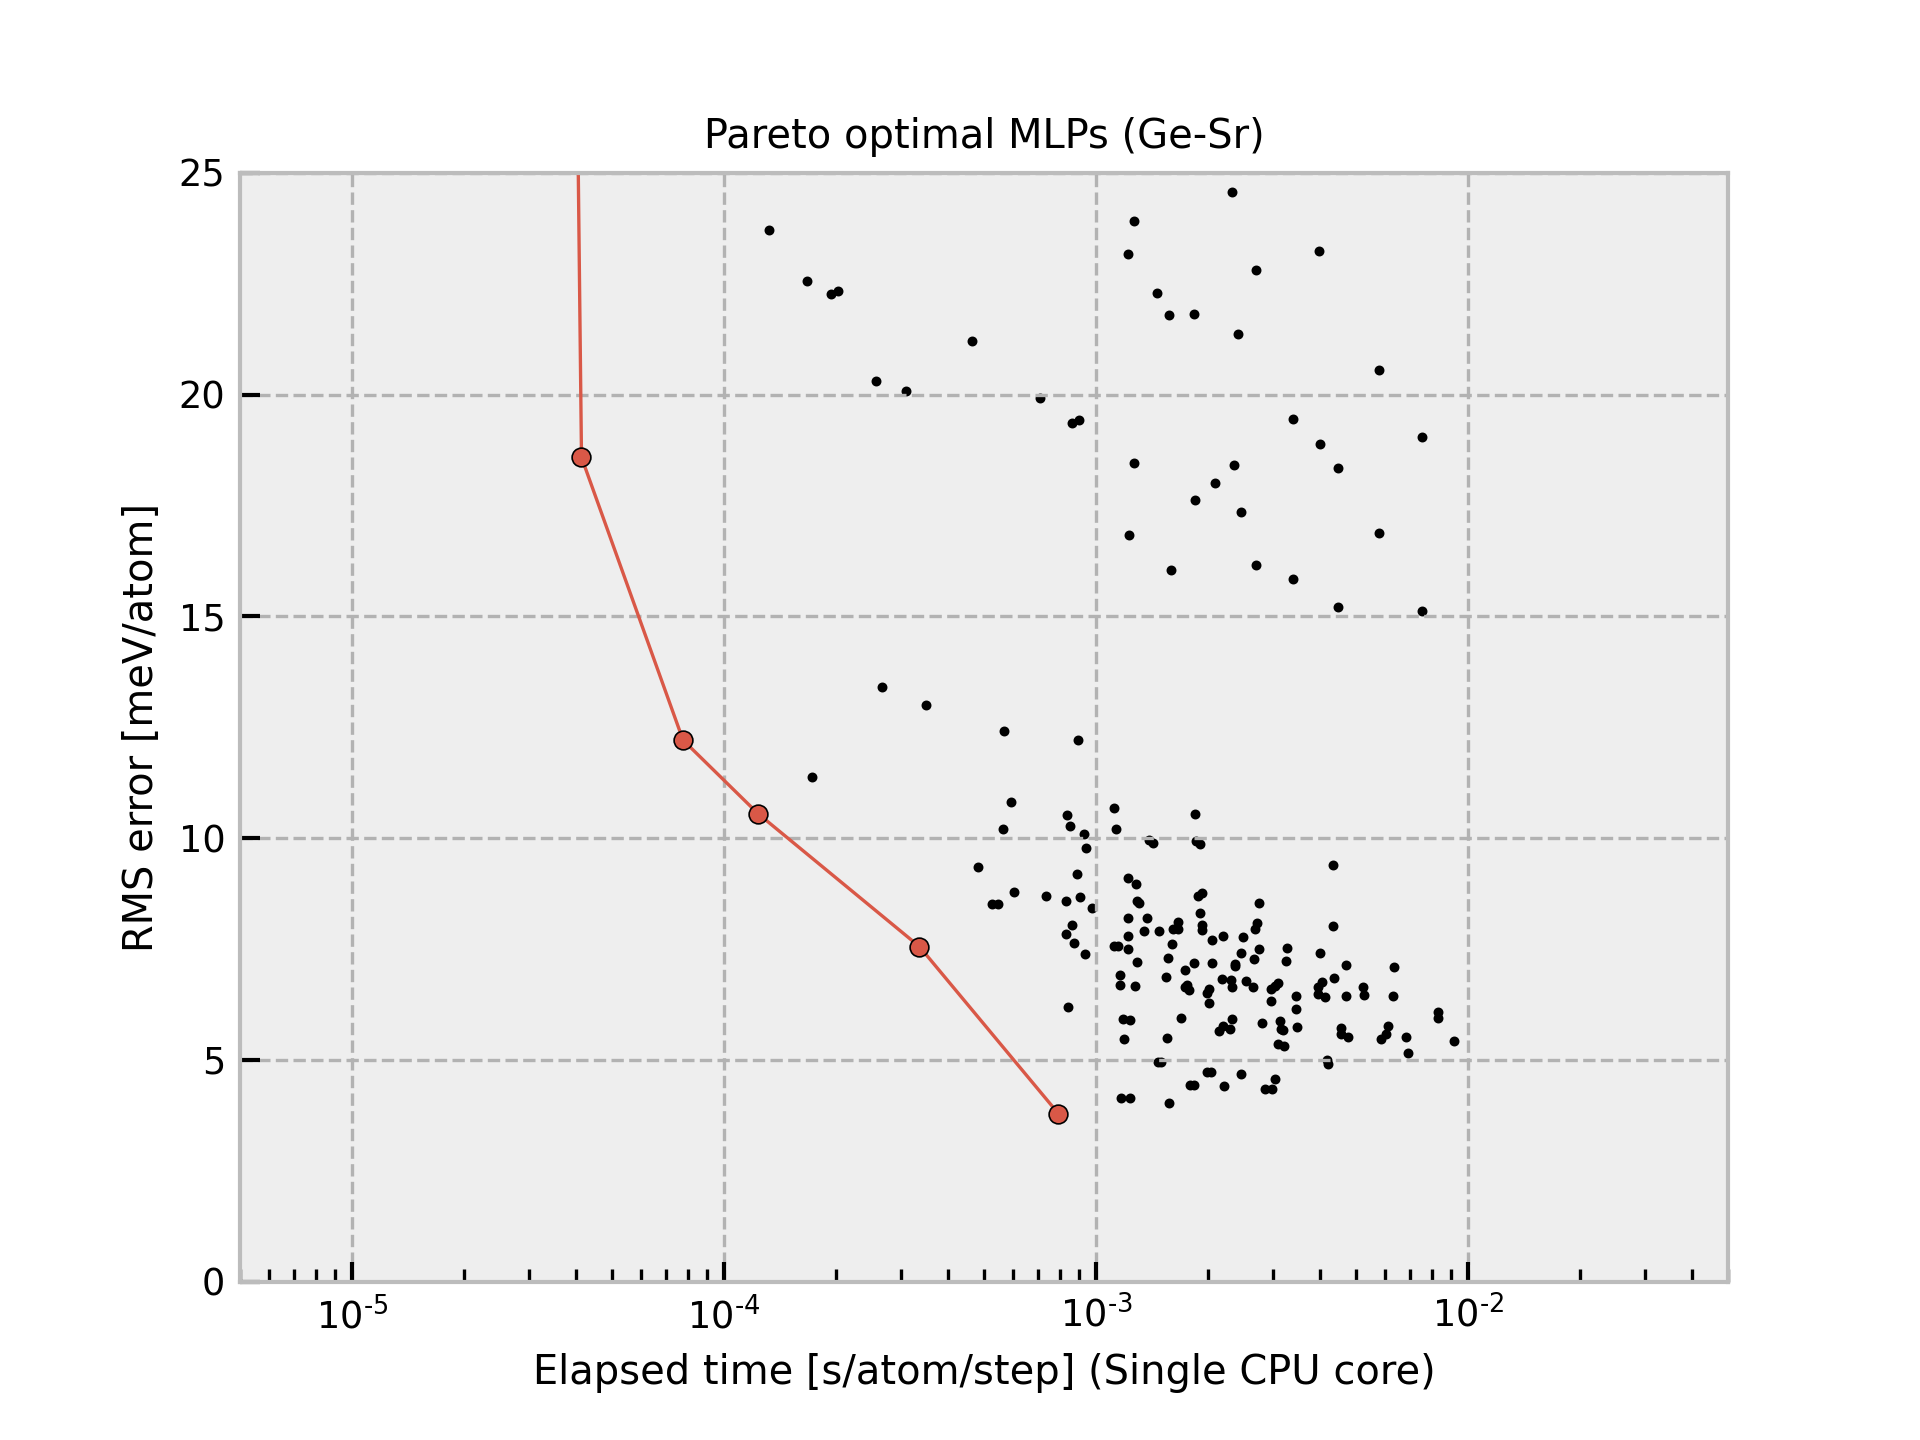 Pareto optimal MLPs (Ge-Sr)
25
20
15
10
5
0
RMS error [meV/atom]
10-5 10-4 10-3 10-2
Elapsed time [s/atom/step] (Single CPU core)